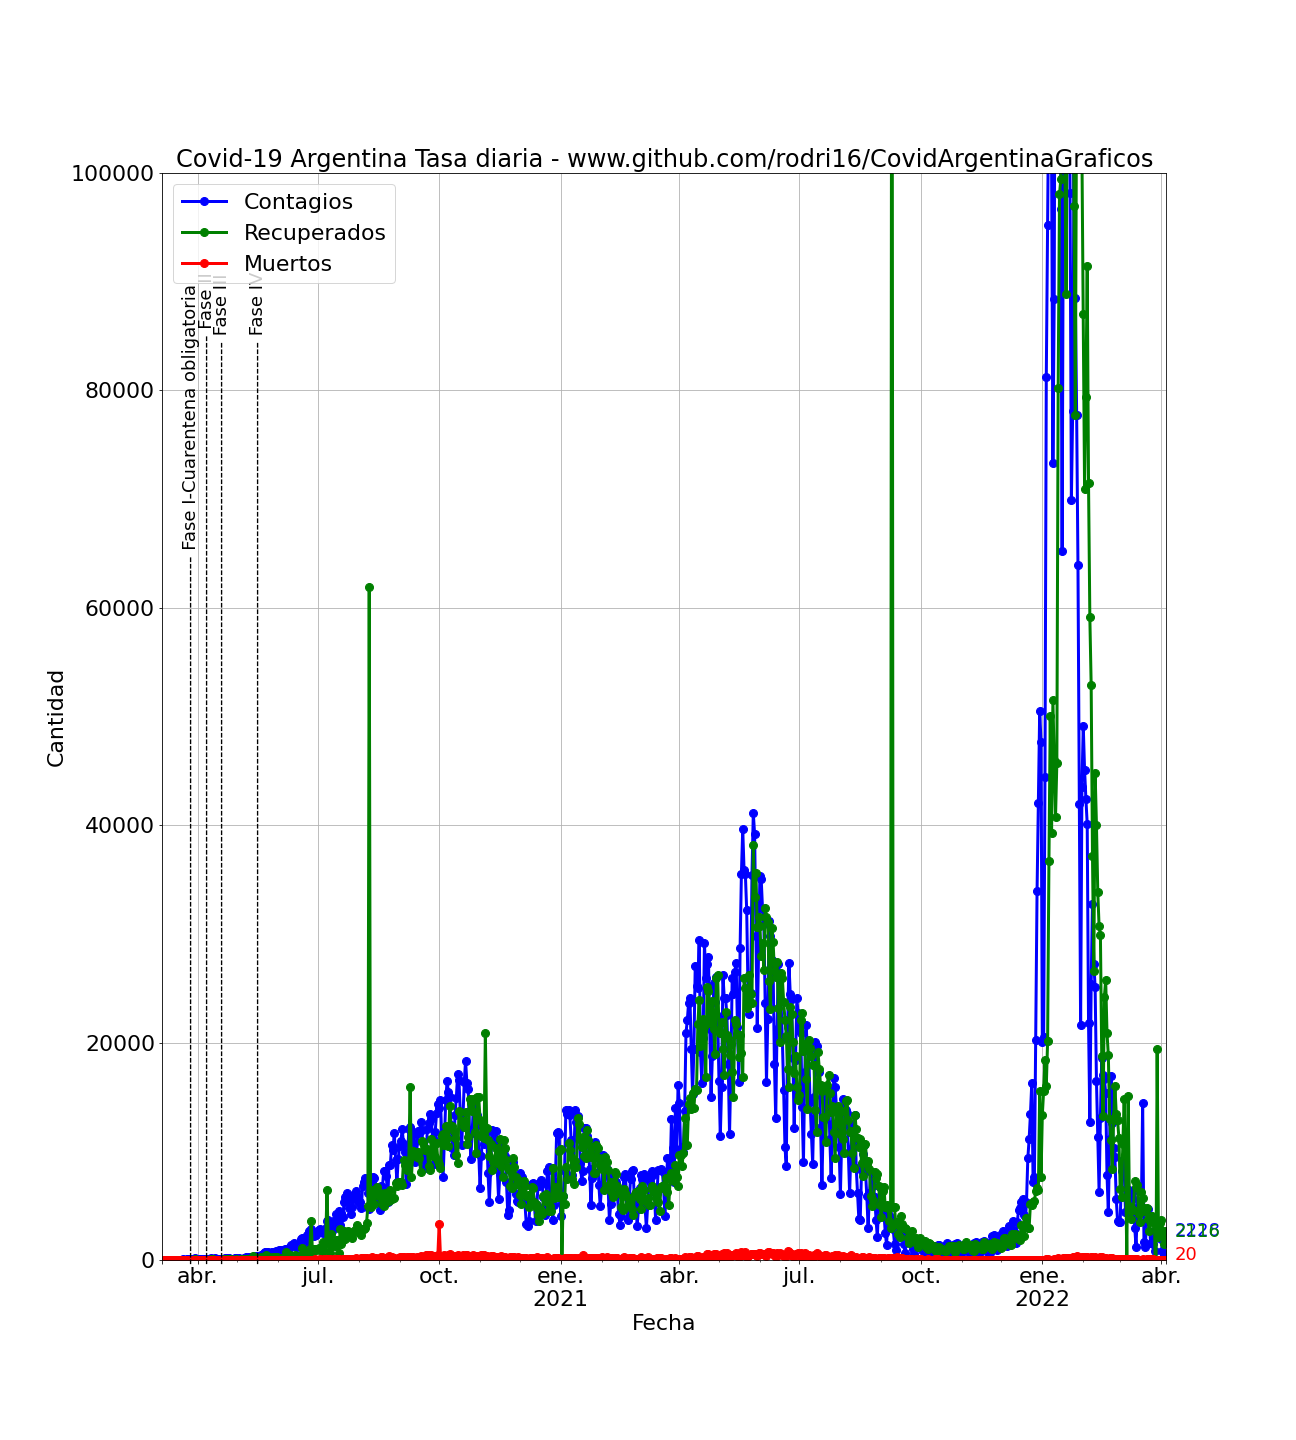 Covid-19 Argentina Tasa diaria - www.github.com/rodri16/CovidArgentinaGraficos
Contagios
Recuperados
Muertos
Fase I-Cuarentena obligatoria
Fase II
Fase III
Fase IV
100000
80000
60000
40000
20000
0
Cantidad
20
abr.
jul.
oct.
ene.
2021
abr.
jul.
oct.
ene.
2022
abr.
Fecha